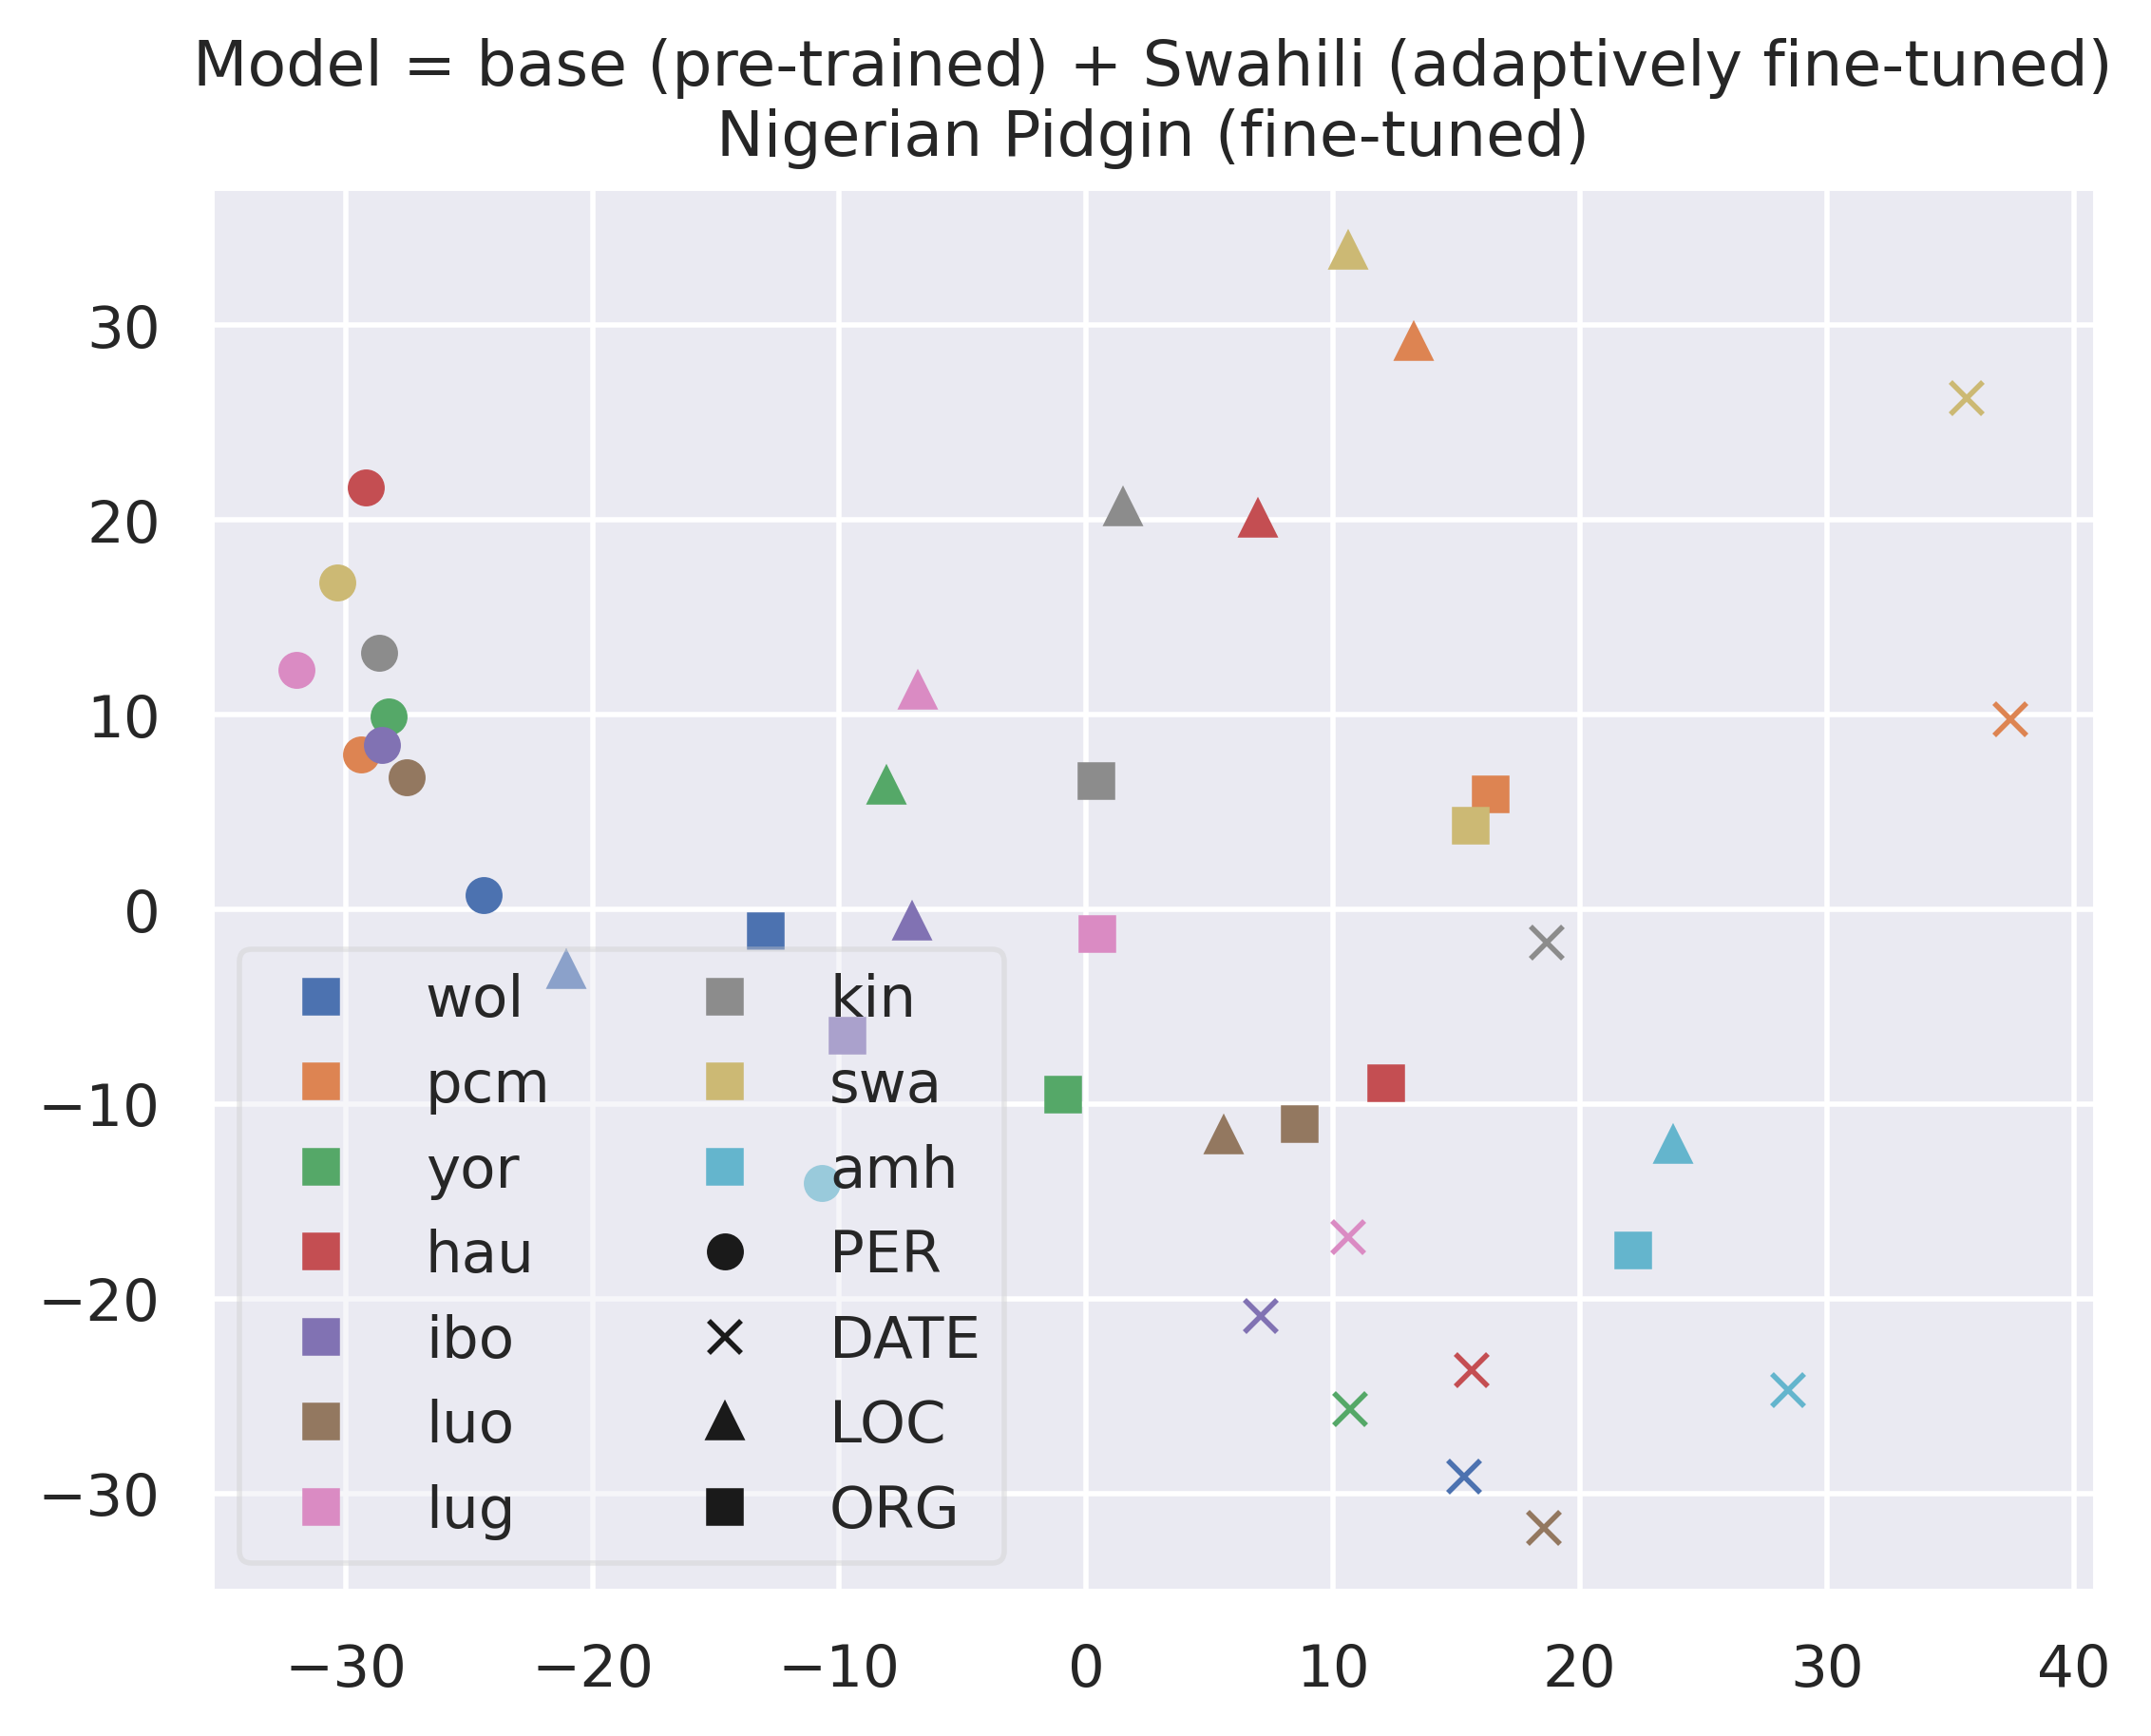 Model = base (pre-trained) + Swahili (adaptively fine-tuned)
Nigerian Pidgin (fine-tuned)
30
20
10
0
−10
−20
−30
wol
pcm
yor
hau
ibo
luo
lug
kin
swa
amh
PER
DATE
LOC
ORG
−30
−20
−10
0
10
20
30
40